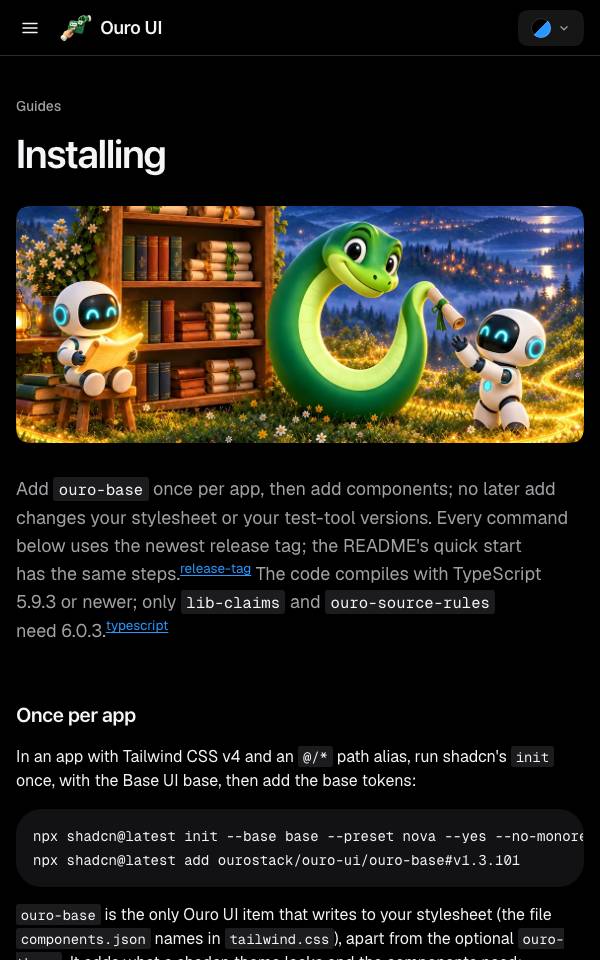 Ouro UI
Guides
Installing
Add ouro-base once per app, then add components; no later add
changes your stylesheet or your test-tool versions. Every command
below uses the newest release tag; the README's quick start
has the same steps.release-tag The code compiles with TypeScript
5.9.3 or newer; only lib-claims and ouro-source-rules
need 6.0.3.typescript
Once per app
In an app with Tailwind CSS v4 and an @/* path alias, run shadcn's init
once, with the Base UI base, then add the base tokens:
npx shadcn@latest init --base base --preset nova --yes --no-monore
npx shadcn@latest add ourostack/ouro-ui/ouro-base#v1.3.101
ouro-base is the only Ouro UI item that writes to your stylesheet (the file
components.json names in tailwind.css), apart from the optional ouro-